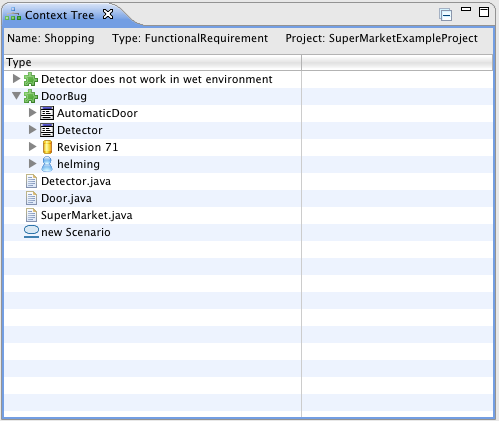 Context Tree
Name: Shopping Type: FunctionalRequirement Project: SuperMarketExampleProject
Type
Detector does not work in wet environment
DoorBug
AutomaticDoor
Detector
Revision 71
helming
Detector.java
Door.java
SuperMarket.java
new Scenario